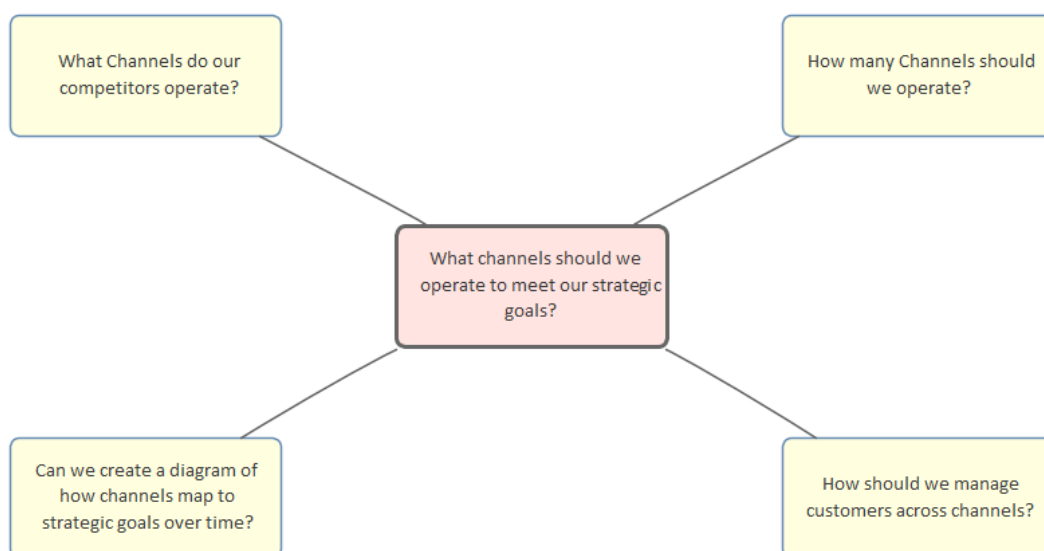 What Channels do our
competitors operate?
How many Channels should
we operate?
What channels should we
operate to meet our strategic
goals?
Can we create a diagram of
how channels map to
strategic goals over time?
How should we manage
customers across channels?